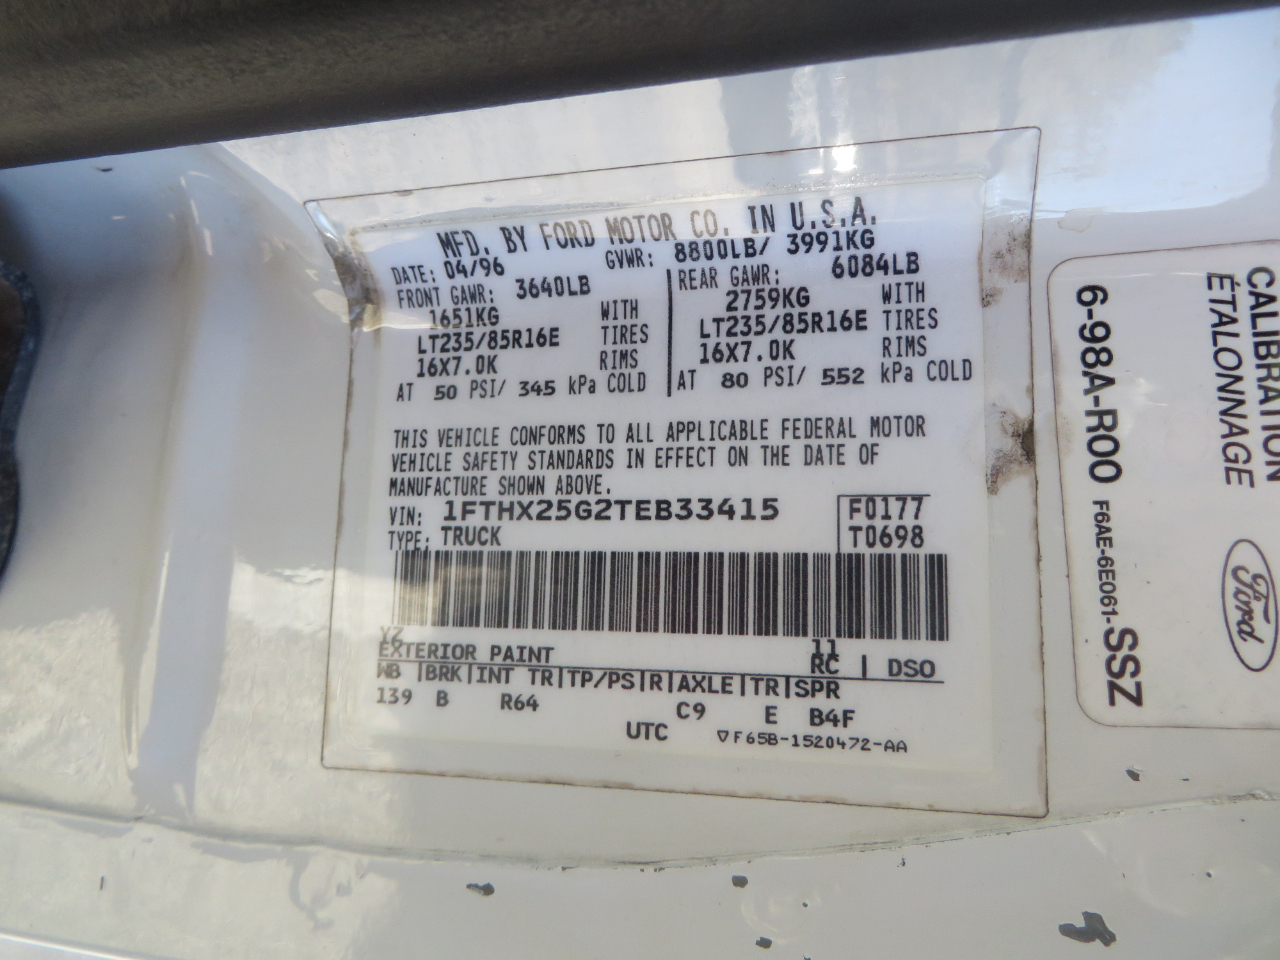 MFD. BY FORD MOTOR CO. IN U.S.A.
DATE: 04/96 GVWR: 8800LB/ 3991KG
FRONT GAWR: 3640LB
1651KG WITH
LT235/85R16E TIRES
16X7.0K RIMS
AT 50 PSI/ 345 kPa COLD
REAR GAWR: 6084LB
2759KG WITH
LT235/85R16E TIRES
16X7.0K RIMS
AT 80 PSI/ 552 kPa COLD
THIS VEHICLE CONFORMS TO ALL APPLICABLE FEDERAL MOTOR
VEHICLE SAFETY STANDARDS IN EFFECT ON THE DATE OF
MANUFACTURE SHOWN ABOVE.
VIN: 1FTHX25G2TEB33415 F0177
TYPE: TRUCK T0698
YZ 11
EXTERIOR PAINT RC | DSO
WB |BRK|INT TR|TP/PS|R|AXLE|TR|SPR
139 B R64 C9 E B4F
UTC ▽F65B-1520472-AA
CALIBRATION
ÉTALONNAGE
Ford
6-98A-R00 F6AE-6E061-SSZ